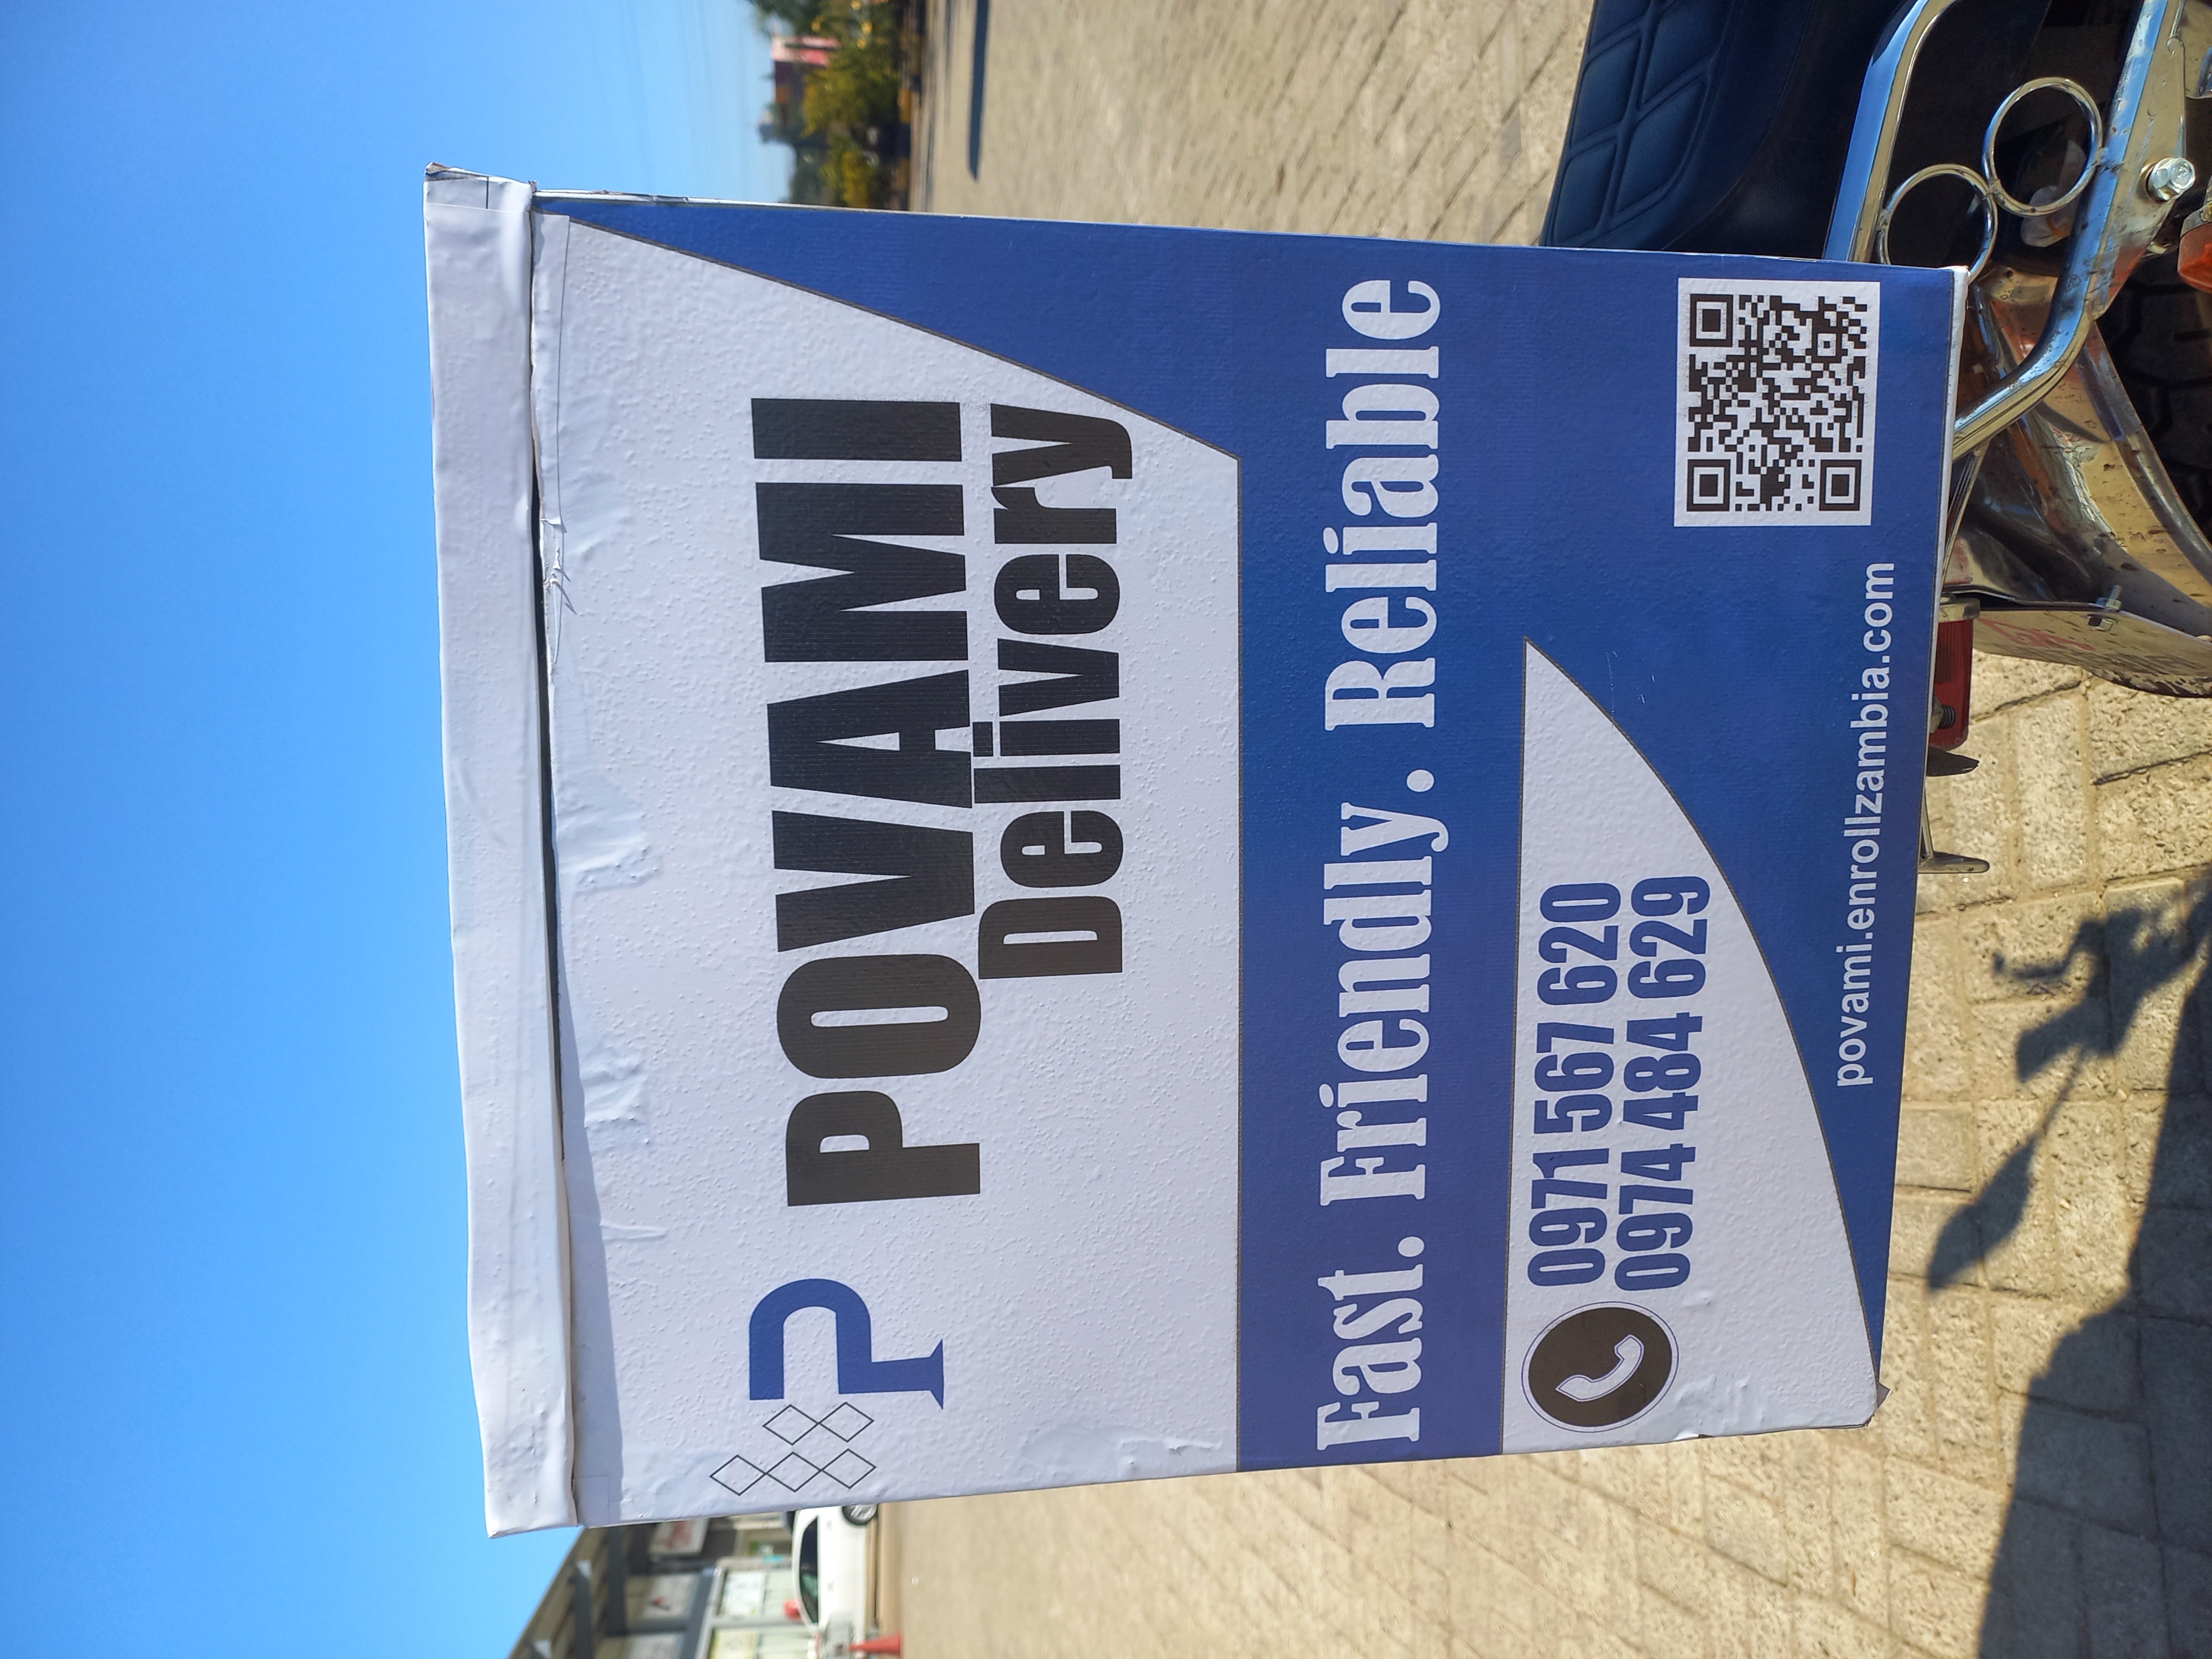 P
POVAMI
Delivery
Fast. Friendly. Reliable
0971 567 620
0974 484 629
povami.enrollzambia.com